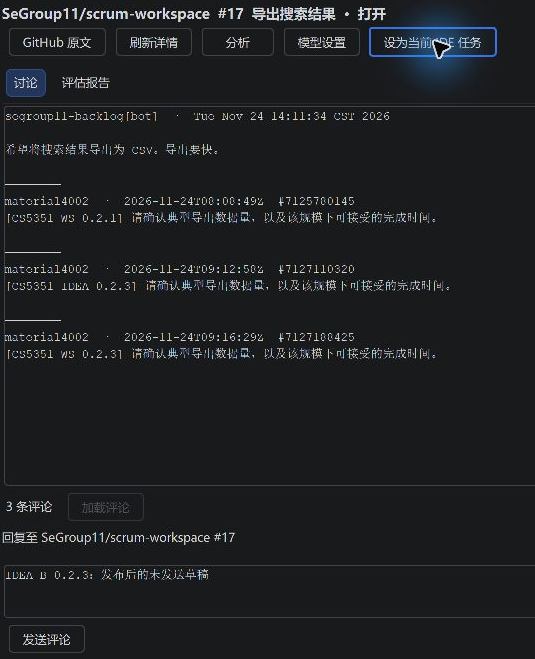 SeGroup11/scrum-workspace #17 导出搜索结果 • 打开
GitHub 原文 刷新详情 分析 模型设置 设为当前 IDE 任务
讨论 评估报告
segroup11-backlog[bot] · Tue Nov 24 14:11:34 CST 2026
希望将搜索结果导出为 CSV。导出要快。
material4002 · 2026-11-24T08:08:49Z #7125780145
[CS5351 WS 0.2.1] 请确认典型导出数据量，以及该规模下可接受的完成时间。
material4002 · 2026-11-24T09:12:58Z #7127110320
[CS5351 IDEA 0.2.3] 请确认典型导出数据量，以及该规模下可接受的完成时间。
material4002 · 2026-11-24T09:16:29Z #7127188425
[CS5351 WS 0.2.3] 请确认典型导出数据量，以及该规模下可接受的完成时间。
3 条评论 加载评论
回复至 SeGroup11/scrum-workspace #17
IDEA B 0.2.3：发布后的未发送草稿
发送评论